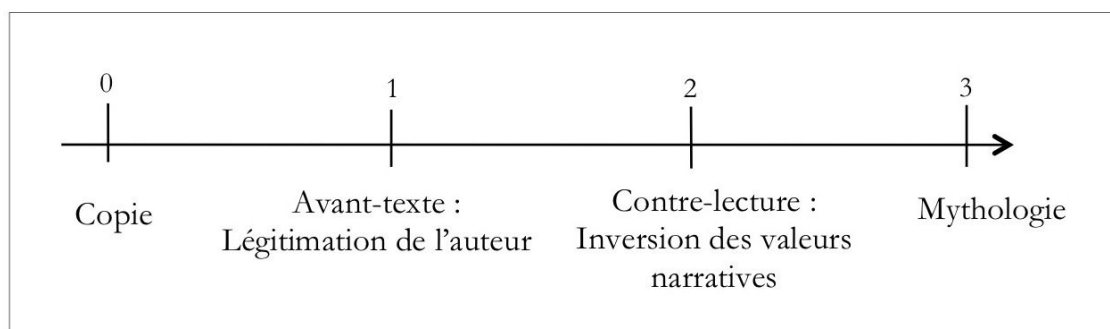 0
1
2
3
Copie
Avant-texte :
Légitimation de l’auteur
Contre-lecture :
Inversion des valeurs
narratives
Mythologie